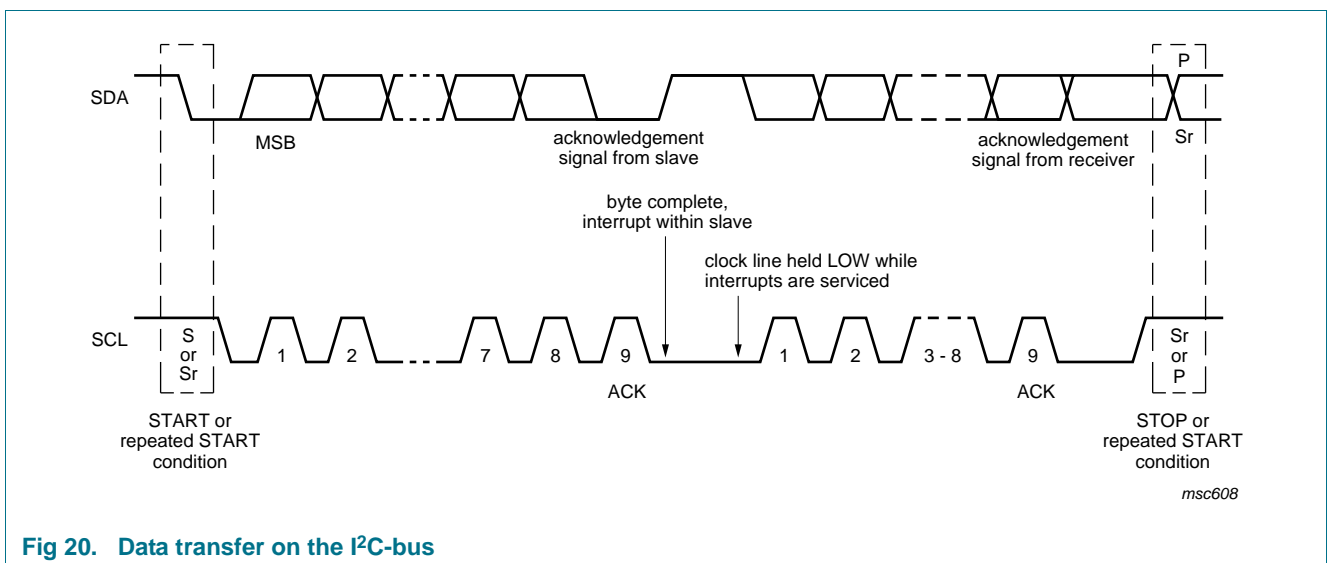 P
SDA
MSB
acknowledgement
signal from slave
acknowledgement
signal from receiver
Sr
byte complete,
interrupt within slave
clock line held LOW while
interrupts are serviced
SCL
S
or
Sr
1
2
7
8
9
1
2
3 - 8
9
Sr
or
P
ACK
ACK
START or
repeated START
condition
STOP or
repeated START
condition
msc608
Fig 20. Data transfer on the I²C-bus